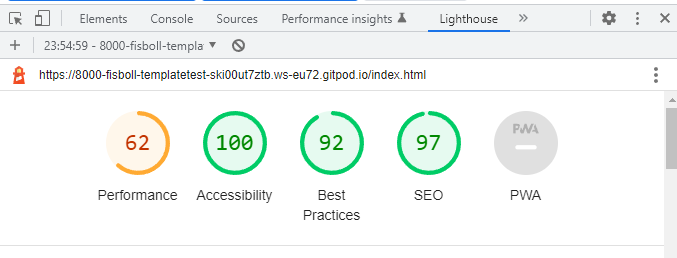 Elements Console Sources Performance insights Lighthouse
23:54:59 - 8000-fisboll-templa
https://8000-fisboll-templatetest-ski00ut7ztb.ws-eu72.gitpod.io/index.html
62 100 92 97 PWA
Performance Accessibility Best Practices SEO PWA